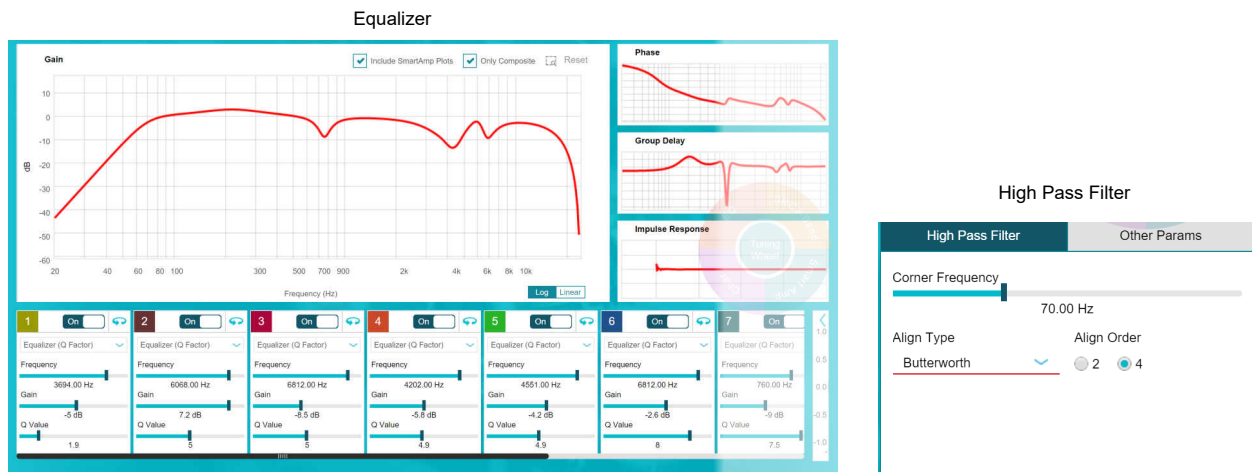 Equalizer
Gain
Include SmartAmp Plots
Only Composite
Reset
10
0
-10
-20
-30
-40
-50
-60
dB
20 40 60 80 100 300 500 700 900 2k 4k 6k 8k 10k
Frequency (Hz)
Log Linear
Phase
Group Delay
Impulse Response
Tuning
Wheel
1 On
Equalizer (Q Factor)
Frequency
3694.00 Hz
Gain
-5 dB
Q Value
1.9
2 On
Equalizer (Q Factor)
Frequency
6068.00 Hz
Gain
7.2 dB
Q Value
5
3 On
Equalizer (Q Factor)
Frequency
6812.00 Hz
Gain
-8.5 dB
Q Value
5
4 On
Equalizer (Q Factor)
Frequency
4202.00 Hz
Gain
-5.8 dB
Q Value
4.9
5 On
Equalizer (Q Factor)
Frequency
4551.00 Hz
Gain
-4.2 dB
Q Value
4.9
6 On
Equalizer (Q Factor)
Frequency
6812.00 Hz
Gain
-2.6 dB
Q Value
8
7 On
Equalizer (Q Factor)
Frequency
760.00 Hz
Gain
-9 dB
Q Value
7.5
1.0
0.5
0.0
-0.5
-1.0
High Pass Filter
High Pass Filter Other Params
Corner Frequency
70.00 Hz
Align Type Align Order
Butterworth 2 4